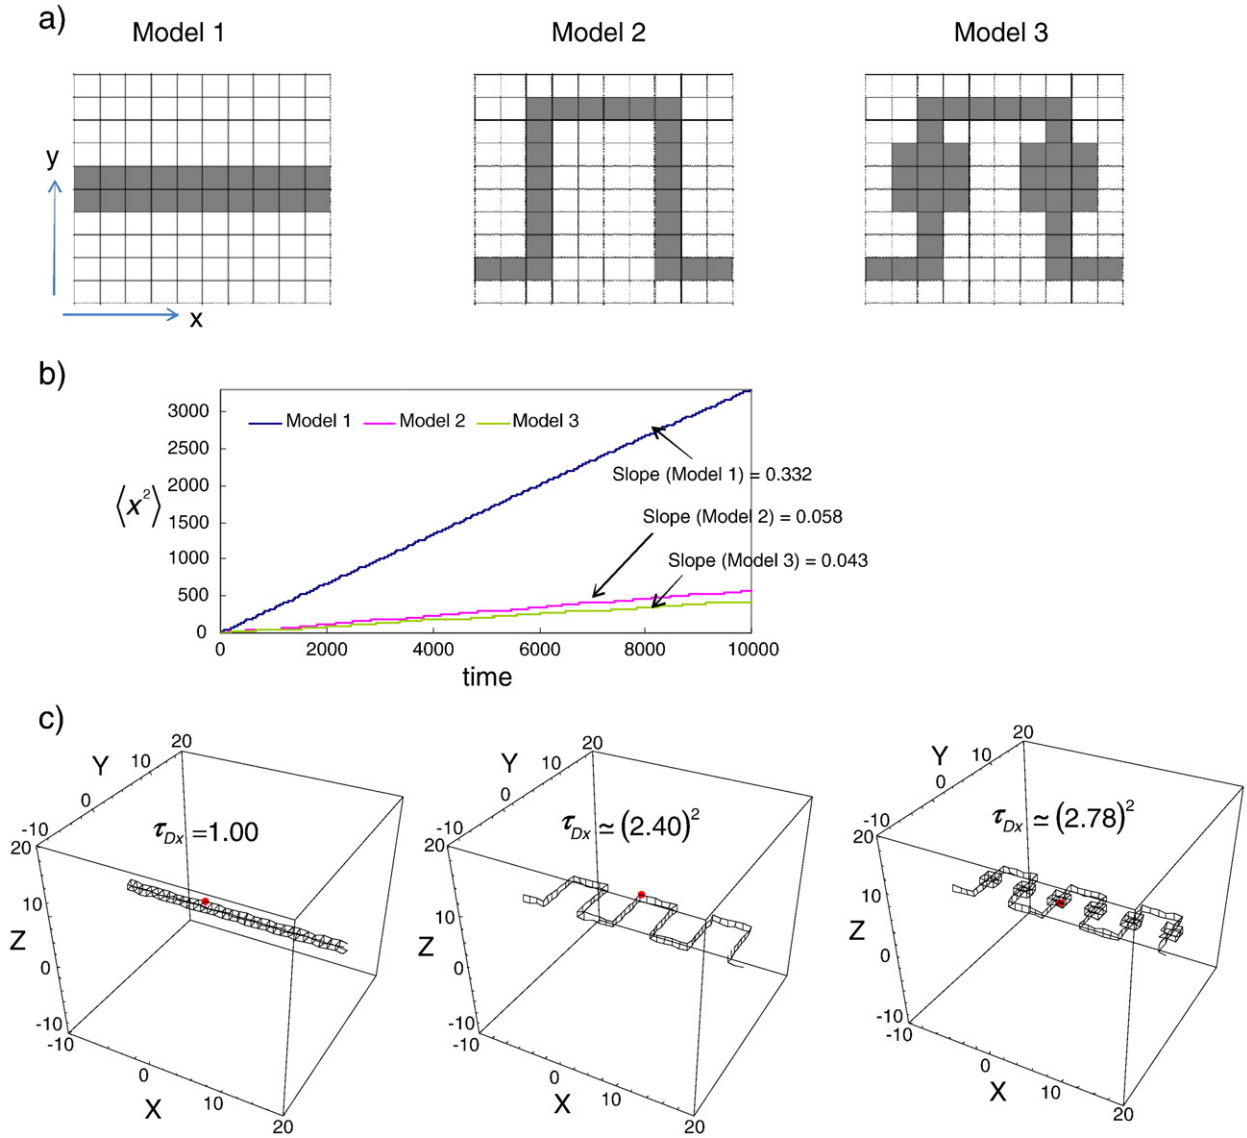 a)
Model 1
Model 2
Model 3
y
x
b)
3000
2500
2000
1500
1000
500
0
⟨x²⟩
Model 1
Model 2
Model 3
Slope (Model 1) = 0.332
Slope (Model 2) = 0.058
Slope (Model 3) = 0.043
0
2000
4000
6000
8000
10000
time
c)
20
10
Y
0
-10
20
10
Z
0
-10
-10
0
X
10
20
τDx =1.00
20
10
Y
0
-10
20
10
Z
0
-10
-10
0
X
10
20
τDx ≃ (2.40)²
20
10
Y
0
-10
20
10
Z
0
-10
-10
0
X
10
20
τDx ≃ (2.78)²